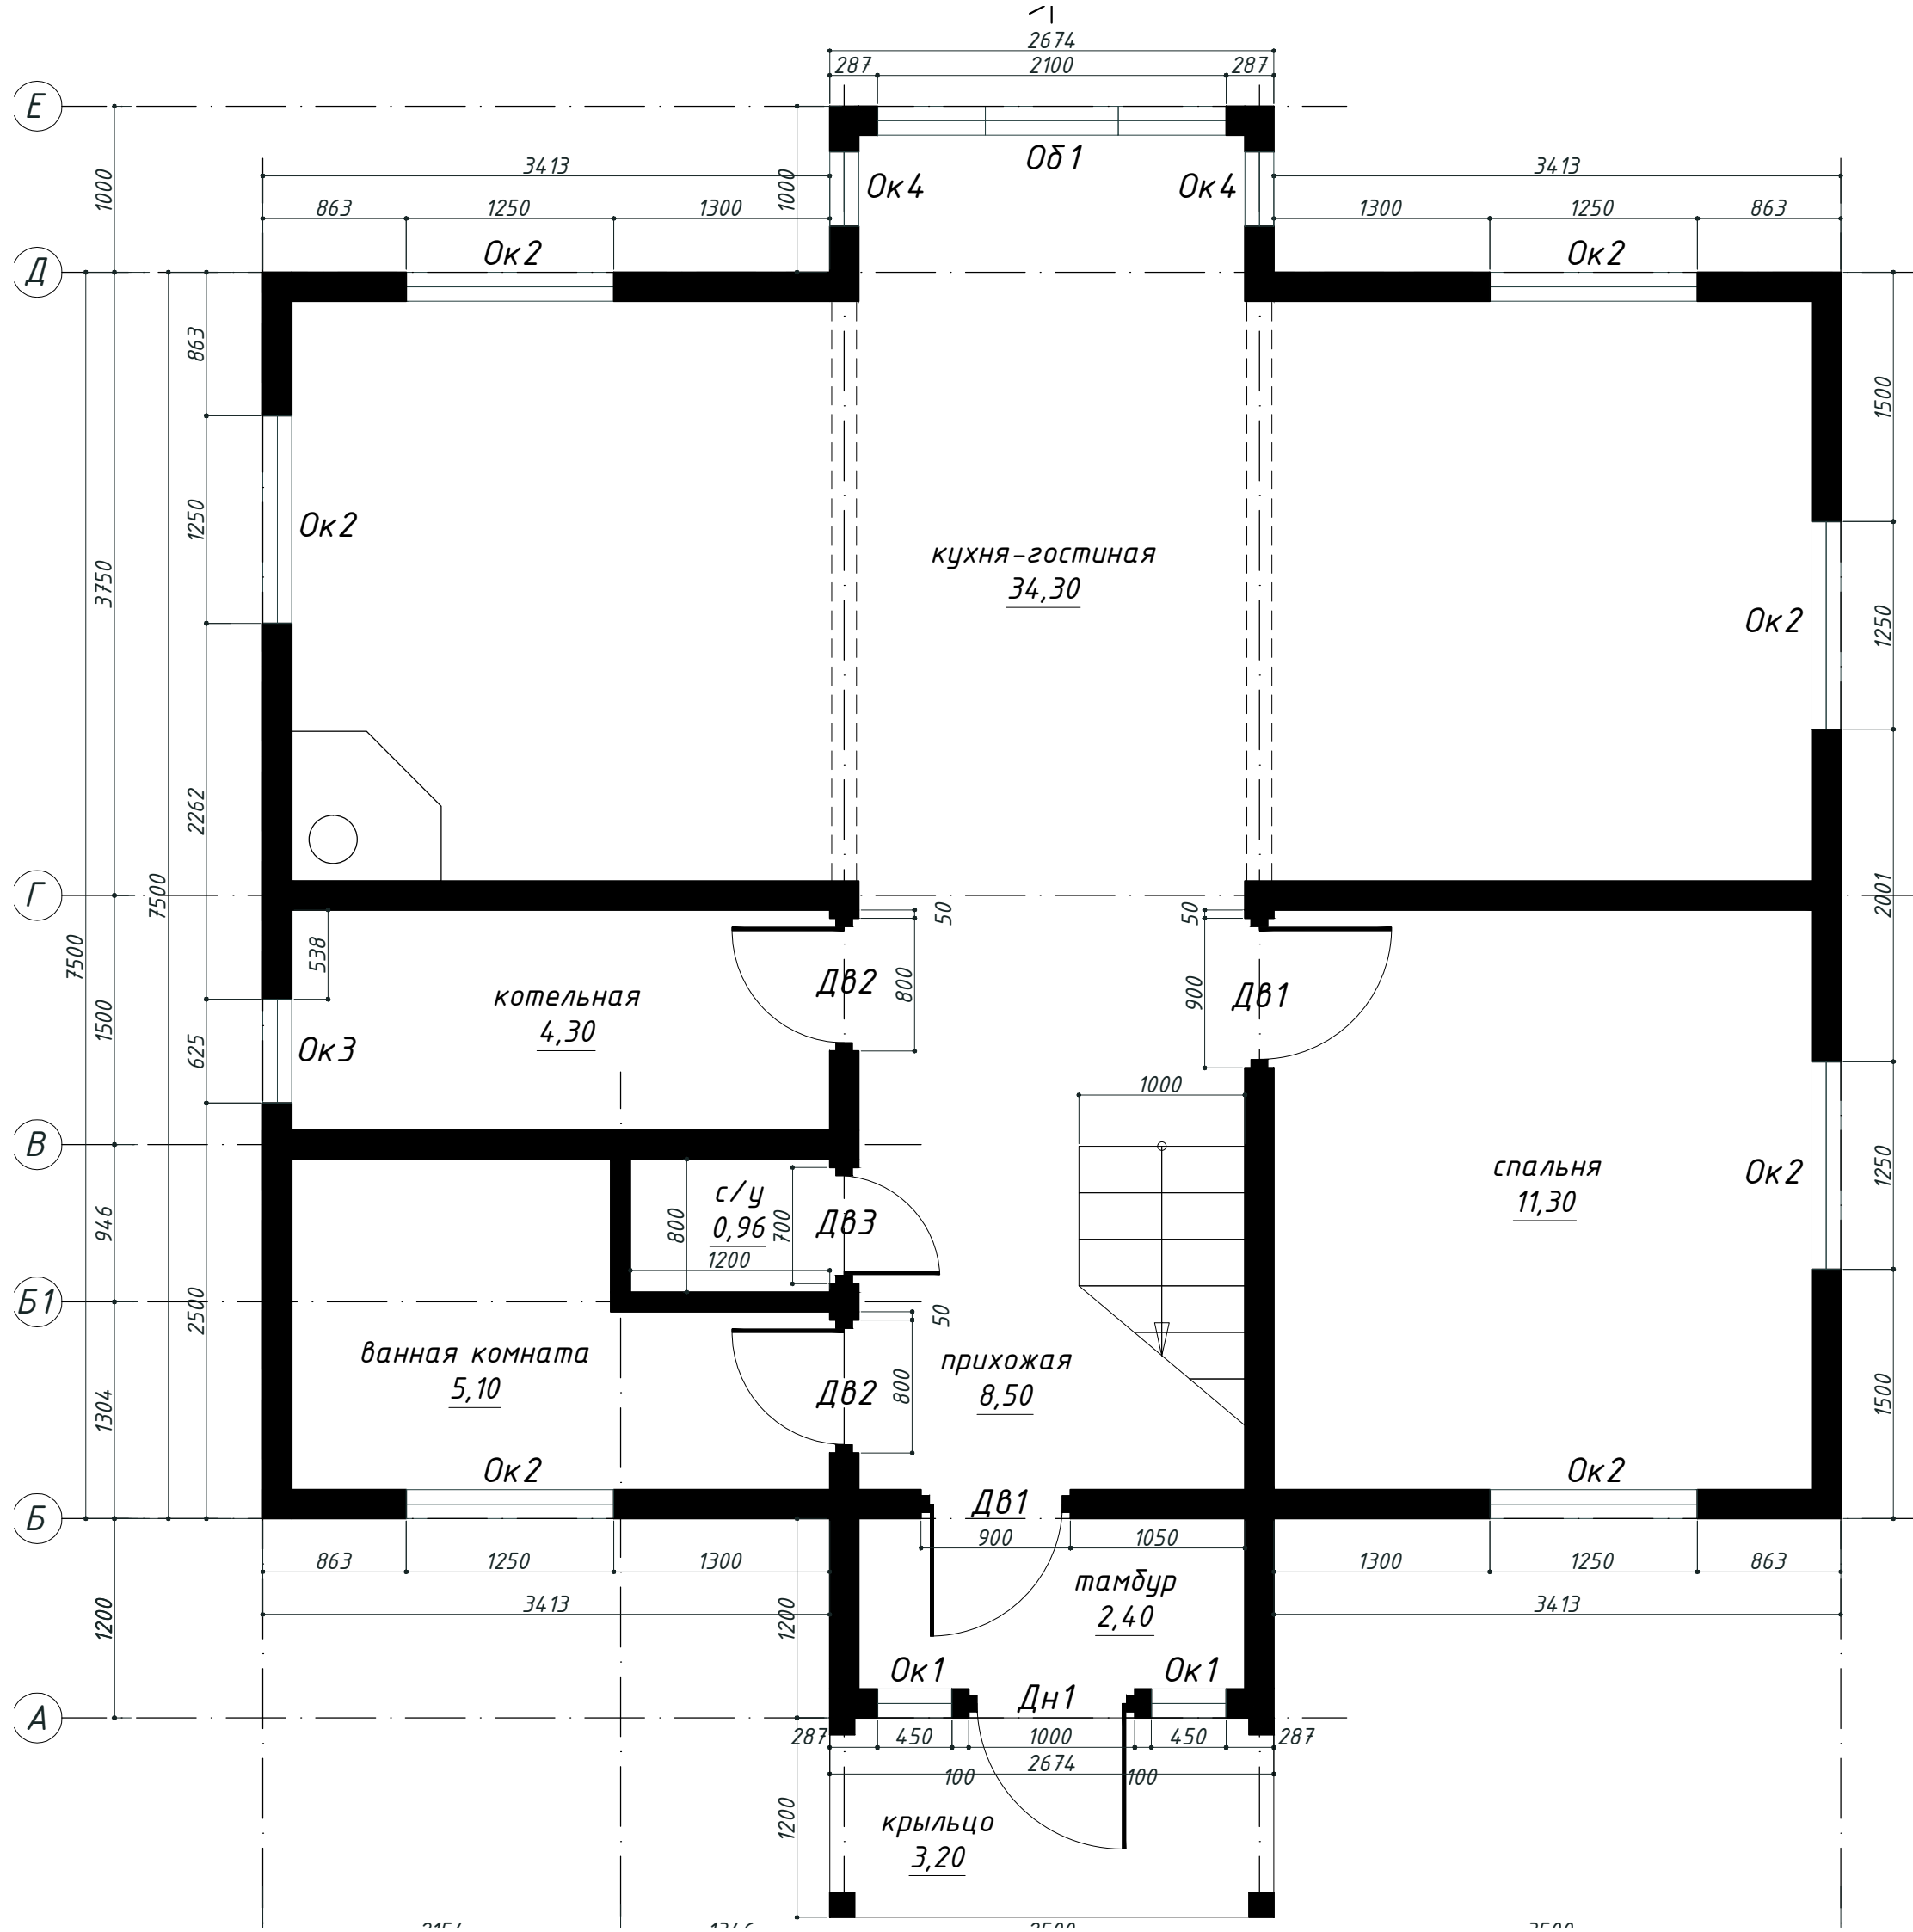 2674
287 2100 287
Е
Об1
3413
1000
1000
Ок4
Ок4
3413
863 1250 1300
1300 1250 863
Ок2
Ок2
Д
863
1500
1250
Ок2
3750
кухня-гостиная
34,30
Ок2
1250
2262
Г
7500
7500
50
50
2001
538
Дв2
800
900
Дв1
котельная
4,30
1500
625
Ок3
1000
В
946
с/у
0,96
800
700
1200
Дв3
спальня
11,30
Ок2
1250
Б1
2500
50
ванная комната
5,10
1304
Дв2
800
прихожая
8,50
1500
Ок2
Ок2
Дв1
Б
900 1050
863 1250 1300
1300 1250 863
тамбур
2,40
3413
3413
1200
1200
Ок1
Ок1
Дн1
А
287 450 1000 450 287
2674
100 100
1200
крыльцо
3,20